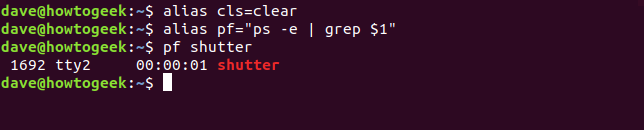 dave@howtogeek:~$ alias cls=clear
dave@howtogeek:~$ alias pf="ps -e | grep $1"
dave@howtogeek:~$ pf shutter
 1692 tty2     00:00:01 shutter
dave@howtogeek:~$